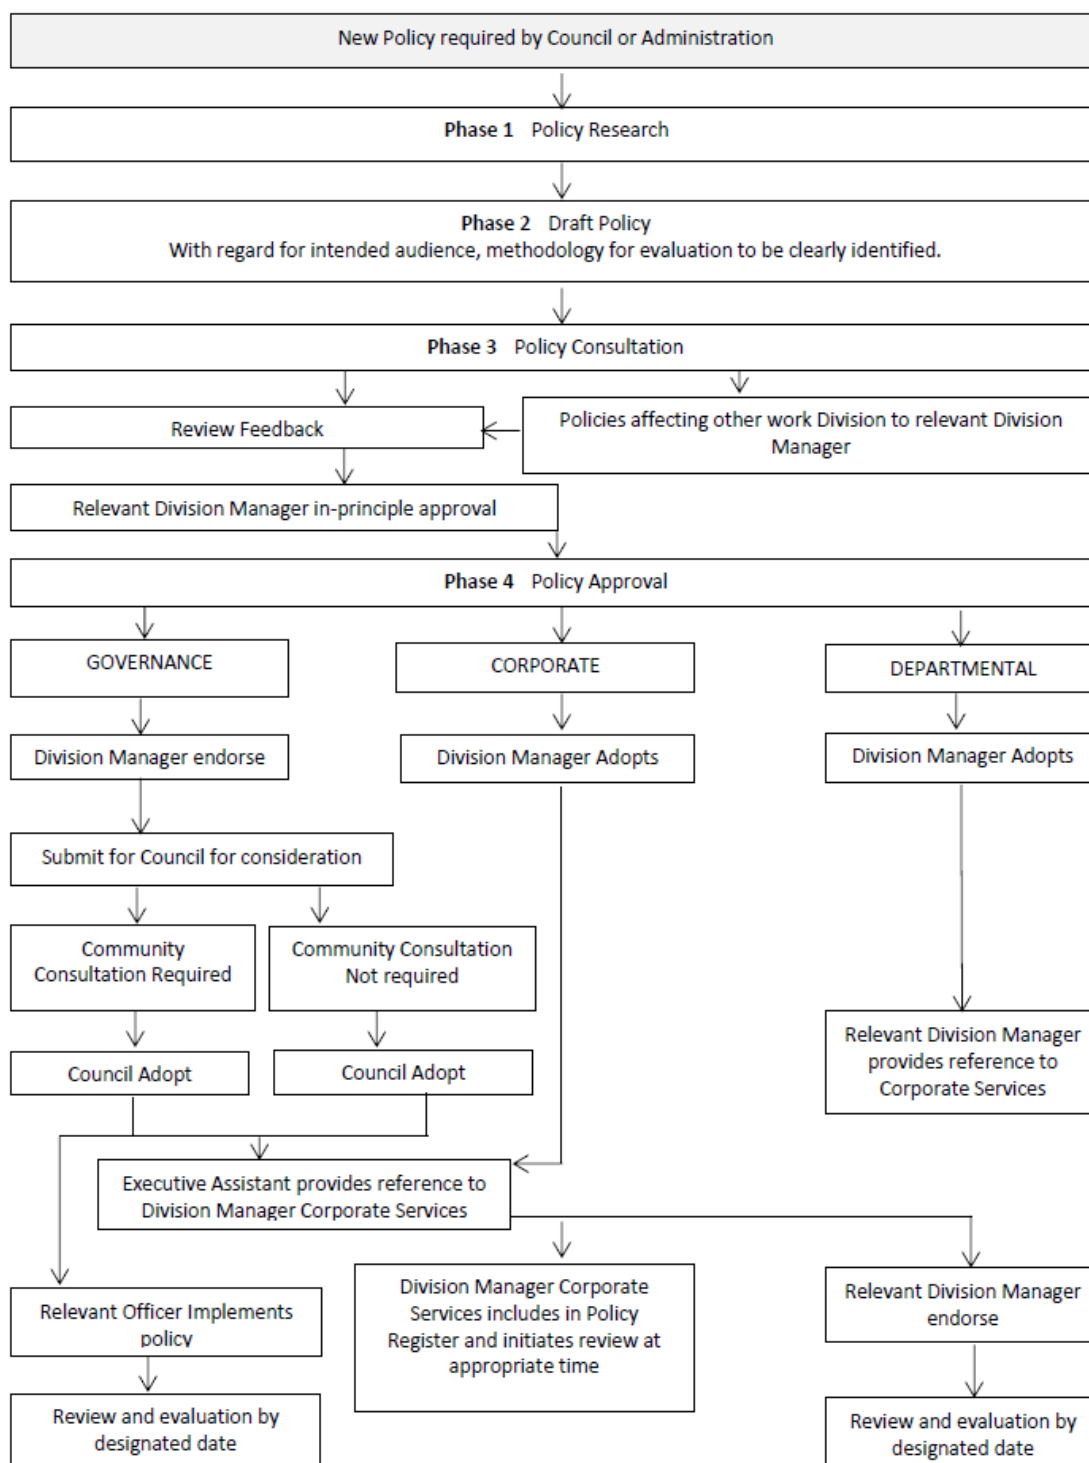 New Policy required by Council or Administration
Phase 1 Policy Research
Phase 2 Draft Policy
With regard for intended audience, methodology for evaluation to be clearly identified.
Phase 3 Policy Consultation
Review Feedback
Policies affecting other work Division to relevant Division
Manager
Relevant Division Manager in-principle approval
Phase 4 Policy Approval
GOVERNANCE
CORPORATE
DEPARTMENTAL
Division Manager endorse
Division Manager Adopts
Division Manager Adopts
Submit for Council for consideration
Community
Consultation Required
Community Consultation
Not required
Council Adopt
Council Adopt
Relevant Division Manager
provides reference to
Corporate Services
Executive Assistant provides reference to
Division Manager Corporate Services
Relevant Officer Implements
policy
Division Manager Corporate
Services includes in Policy
Register and initiates review at
appropriate time
Relevant Division Manager
endorse
Review and evaluation by
designated date
Review and evaluation by
designated date